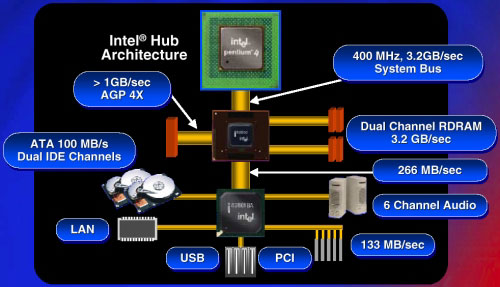 Intel® Hub
Architecture
intel
pentium 4
400 MHz, 3.2GB/sec
System Bus
> 1GB/sec
AGP 4X
Dual Channel RDRAM
3.2 GB/sec
ATA 100 MB/s
Dual IDE Channels
266 MB/sec
6 Channel Audio
intel
LAN
133 MB/sec
USB
PCI